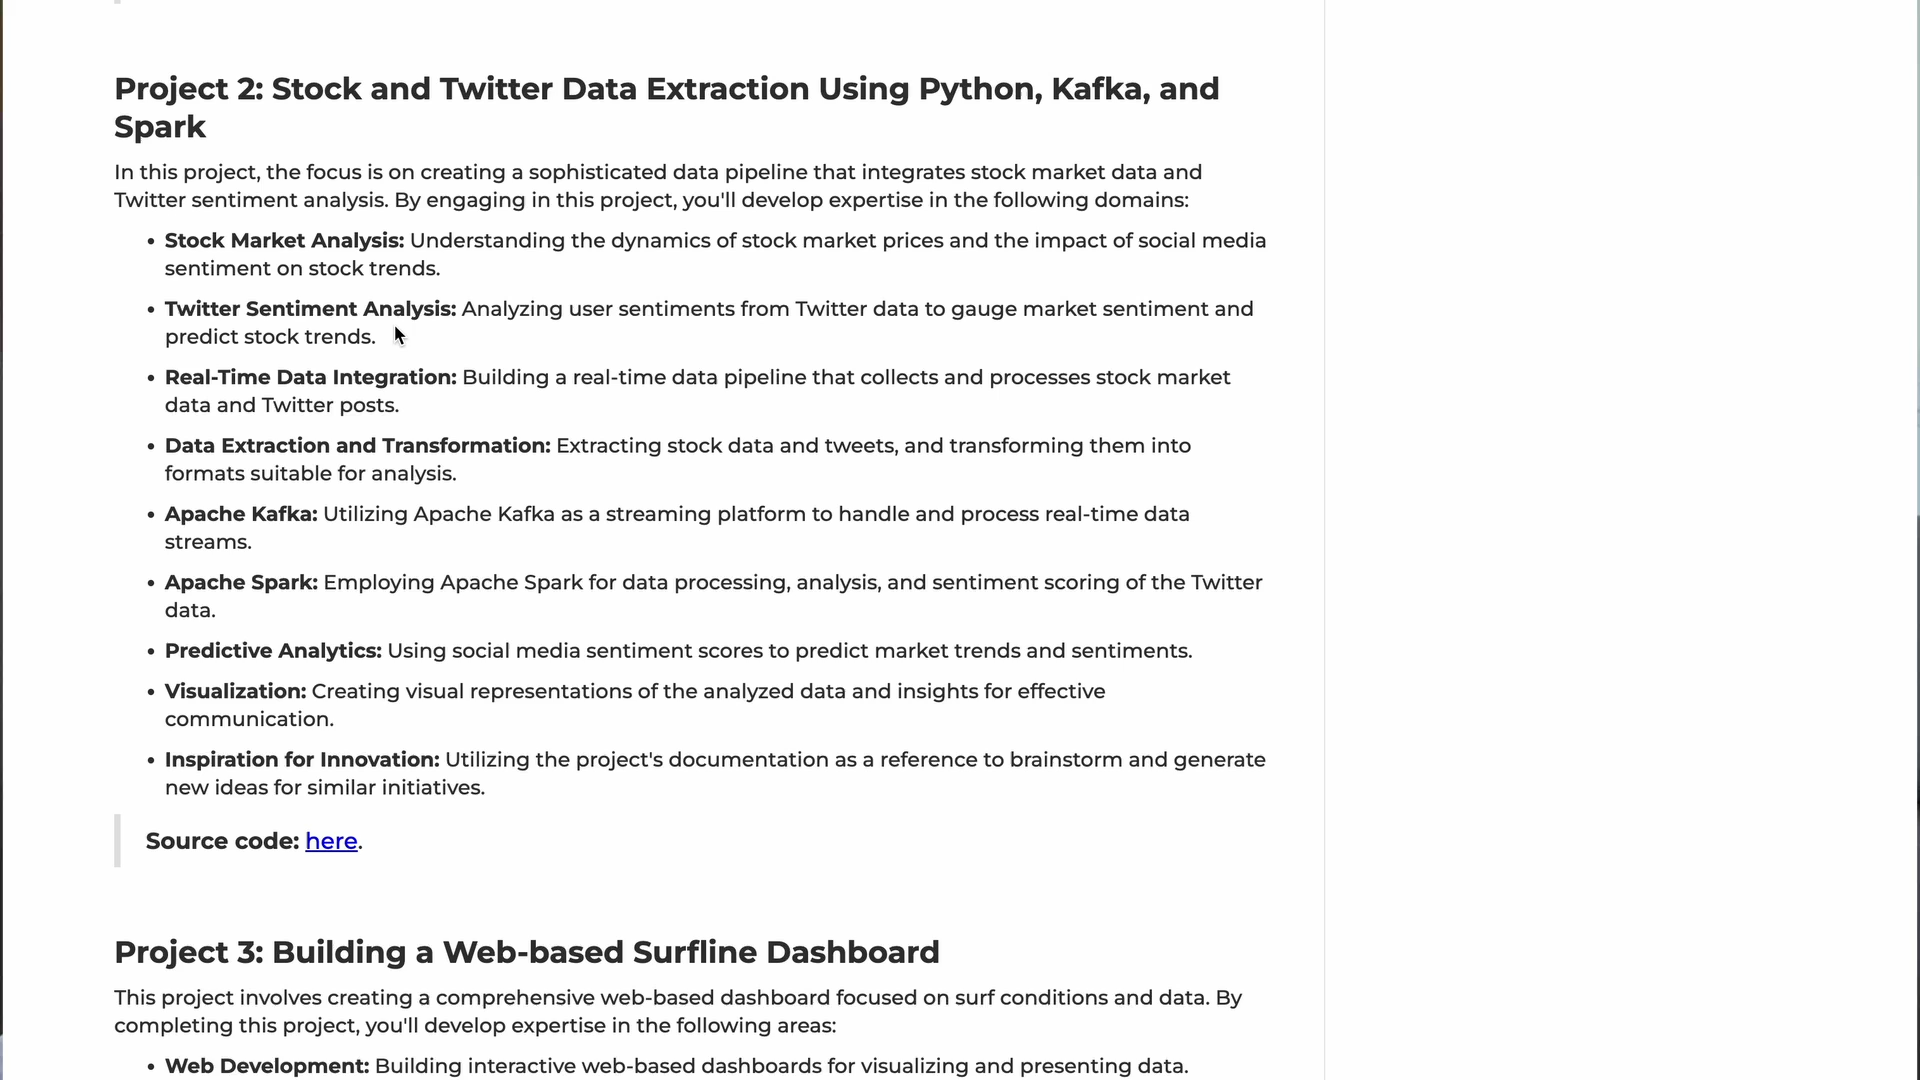 Project 2: Stock and Twitter Data Extraction Using Python, Kafka, and
Spark
In this project, the focus is on creating a sophisticated data pipeline that integrates stock market data and
Twitter sentiment analysis. By engaging in this project, you'll develop expertise in the following domains:
• Stock Market Analysis: Understanding the dynamics of stock market prices and the impact of social media
sentiment on stock trends.
• Twitter Sentiment Analysis: Analyzing user sentiments from Twitter data to gauge market sentiment and
predict stock trends.
• Real-Time Data Integration: Building a real-time data pipeline that collects and processes stock market
data and Twitter posts.
• Data Extraction and Transformation: Extracting stock data and tweets, and transforming them into
formats suitable for analysis.
• Apache Kafka: Utilizing Apache Kafka as a streaming platform to handle and process real-time data
streams.
• Apache Spark: Employing Apache Spark for data processing, analysis, and sentiment scoring of the Twitter
data.
• Predictive Analytics: Using social media sentiment scores to predict market trends and sentiments.
• Visualization: Creating visual representations of the analyzed data and insights for effective
communication.
• Inspiration for Innovation: Utilizing the project's documentation as a reference to brainstorm and generate
new ideas for similar initiatives.
Source code: here.
Project 3: Building a Web-based Surfline Dashboard
This project involves creating a comprehensive web-based dashboard focused on surf conditions and data. By
completing this project, you'll develop expertise in the following areas:
• Web Development: Building interactive web-based dashboards for visualizing and presenting data.